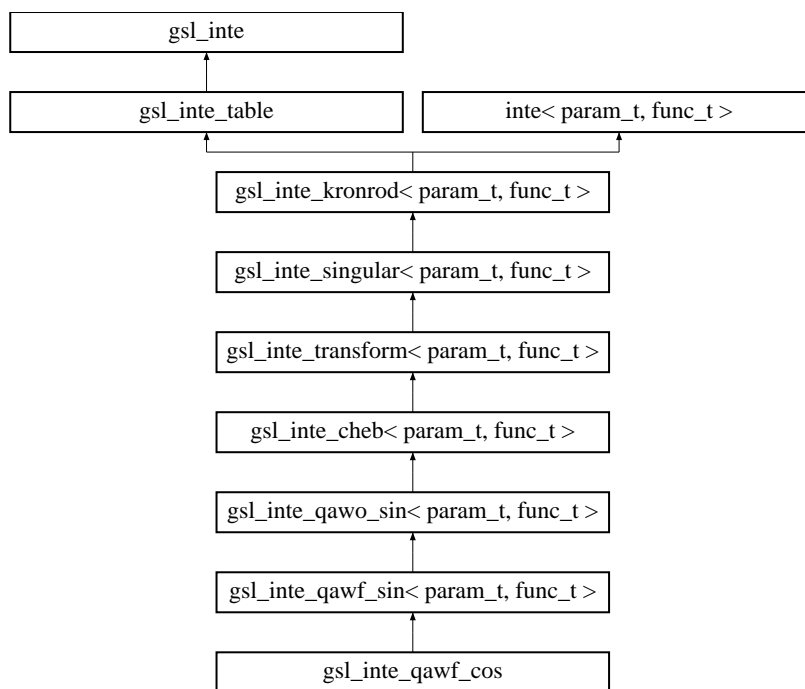 gsl_inte
gsl_inte_table
inte< param_t, func_t >
gsl_inte_kronrod< param_t, func_t >
gsl_inte_singular< param_t, func_t >
gsl_inte_transform< param_t, func_t >
gsl_inte_cheb< param_t, func_t >
gsl_inte_qawo_sin< param_t, func_t >
gsl_inte_qawf_sin< param_t, func_t >
gsl_inte_qawf_cos